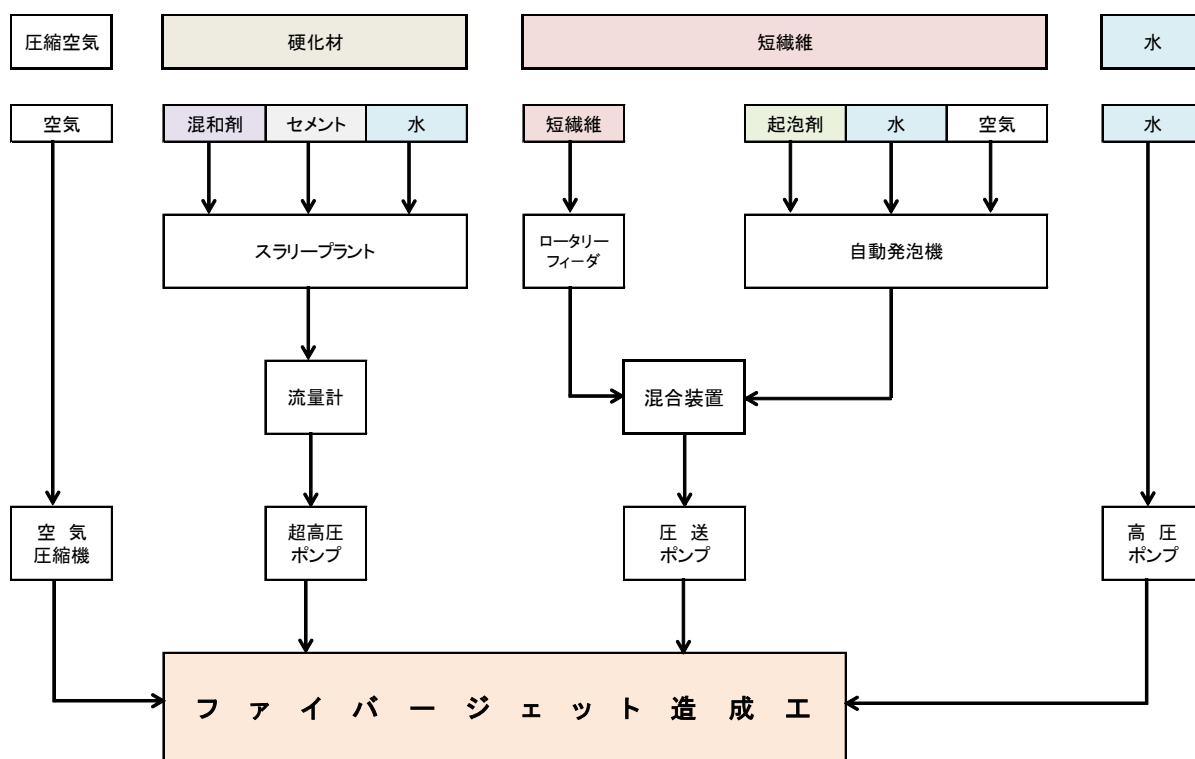 圧縮空気
硬化材
短繊維
水
空気
混和剤
セメント
水
短繊維
起泡剤
水
空気
水
スラリープラント
ロータリー
フィーダ
自動発泡機
流量計
混合装置
空 気
圧縮機
超高圧
ポンプ
圧 送
ポンプ
高 圧
ポンプ
ファイバージェット造成工